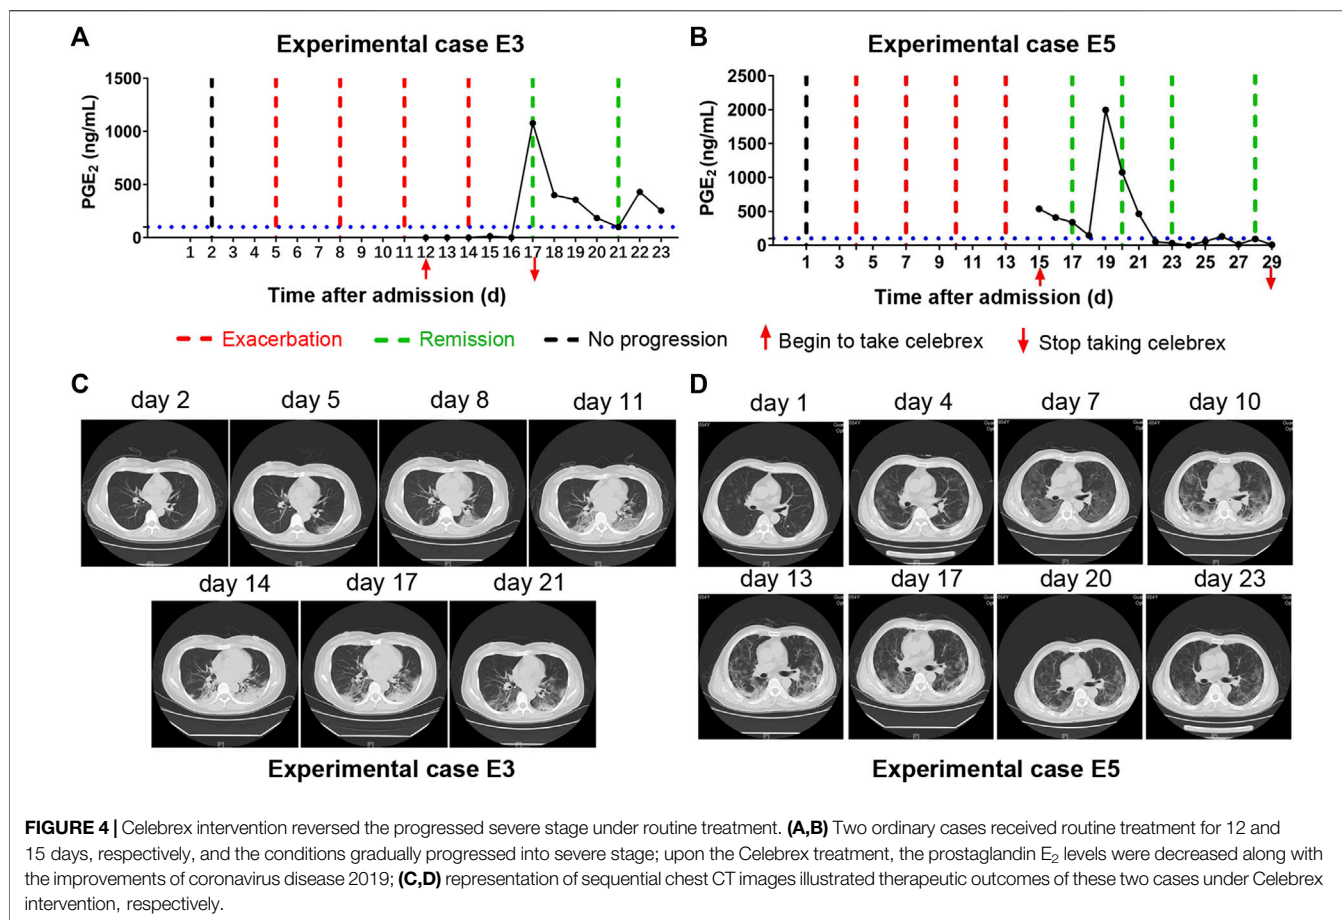 A
Experimental case E3
PGE2 (ng/mL)
1500
1000
500
0
1 2 3 4 5 6 7 8 9 10 11 12 13 14 15 16 17 18 19 20 21 22 23
Time after admission (d)
B
Experimental case E5
PGE2 (ng/mL)
2500
2000
1500
1000
500
0
1 3 5 7 9 11 13 15 17 19 21 23 25 27 29
Time after admission (d)
Exacerbation Remission No progression Begin to take celebrex Stop taking celebrex
C
day 2 day 5 day 8 day 11
day 14 day 17 day 21
Experimental case E3
D
day 1 day 4 day 7 day 10
day 13 day 17 day 20 day 23
Experimental case E5
FIGURE 4 | Celebrex intervention reversed the progressed severe stage under routine treatment. (A,B) Two ordinary cases received routine treatment for 12 and
15 days, respectively, and the conditions gradually progressed into severe stage; upon the Celebrex treatment, the prostaglandin E2 levels were decreased along with
the improvements of coronavirus disease 2019; (C,D) representation of sequential chest CT images illustrated therapeutic outcomes of these two cases under Celebrex
intervention, respectively.